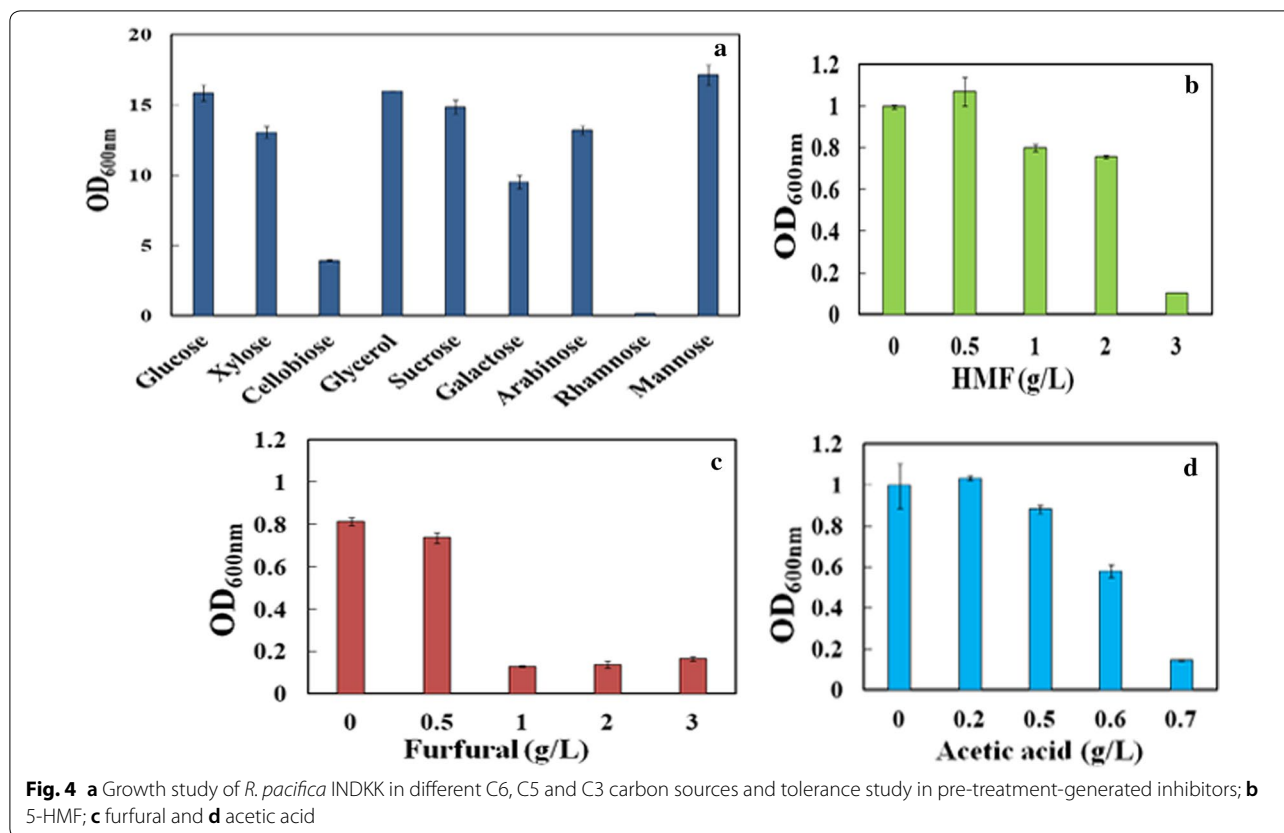 a
20
15
10
5
0
OD600nm
Glucose
Xylose
Cellobiose
Glycerol
Sucrose
Galactose
Arabinose
Rhamnose
Mannose
b
1.2
1
0.8
0.6
0.4
0.2
0
OD600nm
0 0.5 1 2 3
HMF (g/L)
c
1.2
1
0.8
0.6
0.4
0.2
0
OD600nm
0 0.5 1 2 3
Furfural (g/L)
d
1.2
1
0.8
0.6
0.4
0.2
0
OD600nm
0 0.2 0.5 0.6 0.7
Acetic acid (g/L)
Fig. 4 a Growth study of R. pacifica INDKK in different C6, C5 and C3 carbon sources and tolerance study in pre-treatment-generated inhibitors; b
5-HMF; c furfural and d acetic acid